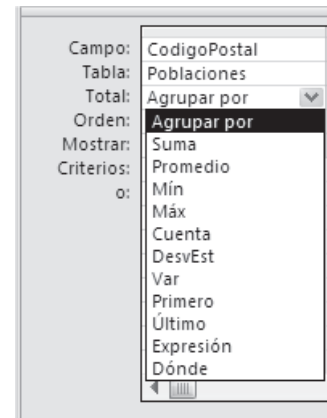 Campo: CodigoPostal
Tabla: Poblaciones
Total: Agrupar por
Orden: Agrupar por
Mostrar: Suma
Criterios: Promedio
o: Mín
Máx
Cuenta
DesvEst
Var
Primero
Último
Expresión
Dónde